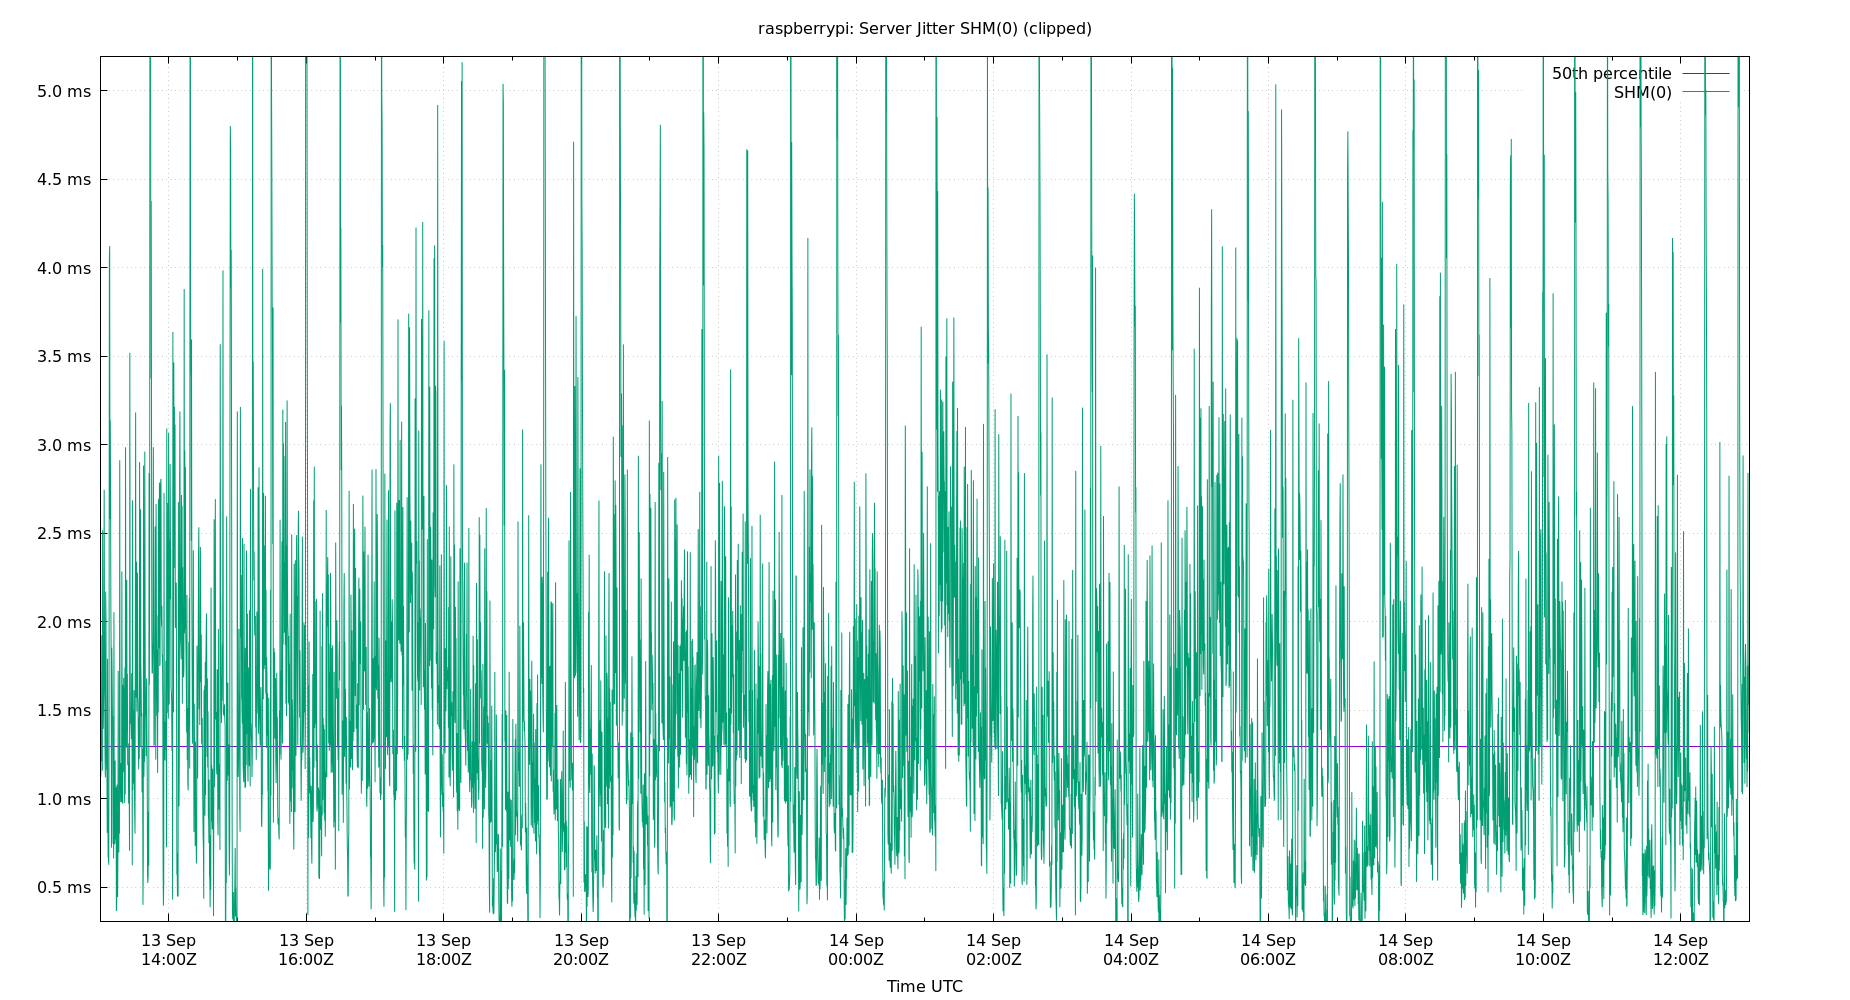 raspberrypi: Server Jitter SHM(0) (clipped)
50th percentile
SHM(0)
5.0 ms
4.5 ms
4.0 ms
3.5 ms
3.0 ms
2.5 ms
2.0 ms
1.5 ms
1.0 ms
0.5 ms
13 Sep 13 Sep 13 Sep 13 Sep 13 Sep 14 Sep 14 Sep 14 Sep 14 Sep 14 Sep 14 Sep 14 Sep
14:00Z 16:00Z 18:00Z 20:00Z 22:00Z 00:00Z 02:00Z 04:00Z 06:00Z 08:00Z 10:00Z 12:00Z
Time UTC